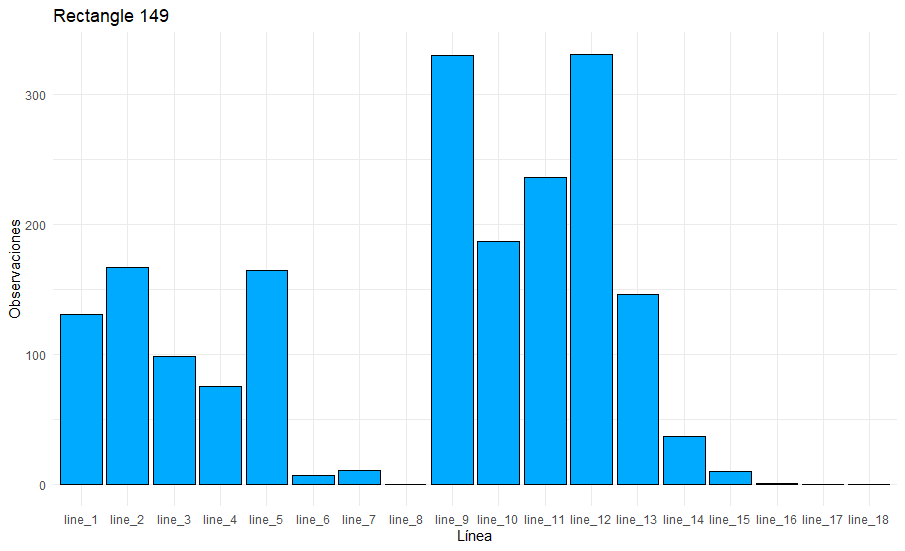 Rectangle 149
Observaciones
300
200
100
0
line_1 line_2 line_3 line_4 line_5 line_6 line_7 line_8 line_9 line_10 line_11 line_12 line_13 line_14 line_15 line_16 line_17 line_18
Línea